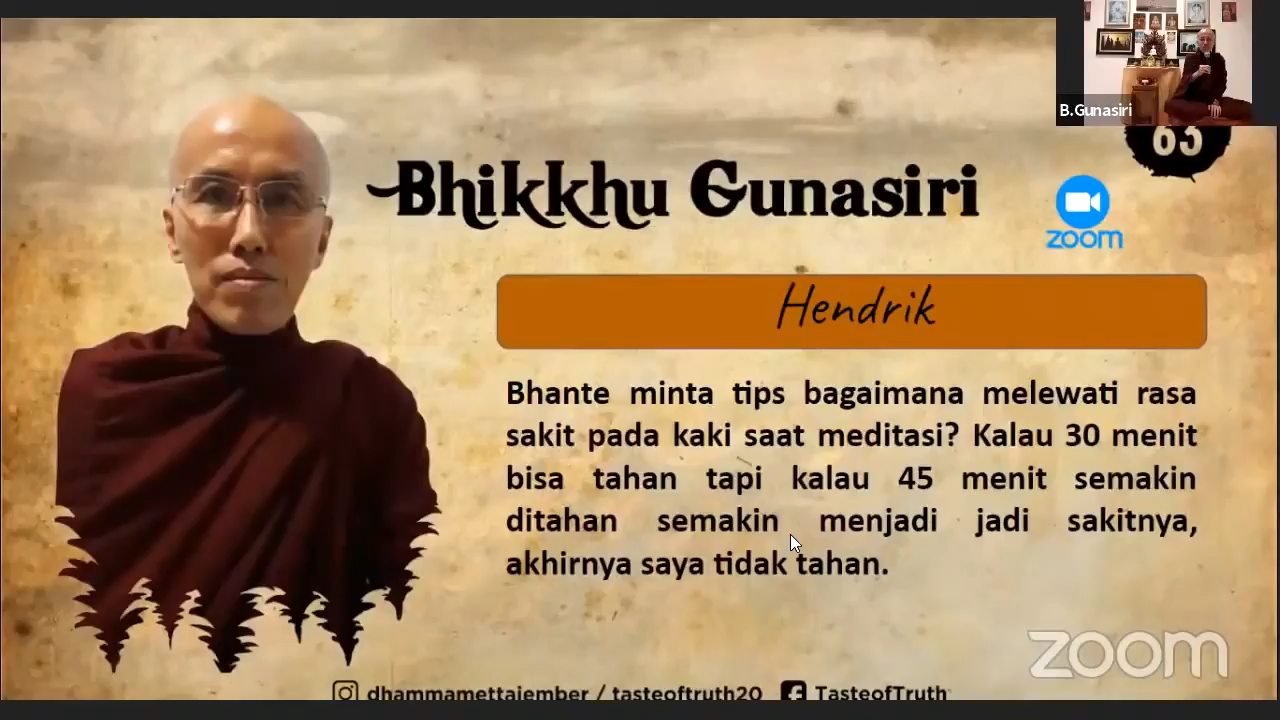 B.Gunasiri
Bhikkhu Gunasiri
zoom
Hendrik
Bhante minta tips bagaimana melewati rasa
sakit pada kaki saat meditasi? Kalau 30 menit
bisa tahan tapi kalau 45 menit semakin
ditahan semakin menjadi jadi sakitnya,
akhirnya saya tidak tahan.
zoom
dhammamettajember / tasteoftruth20 TasteofTruth